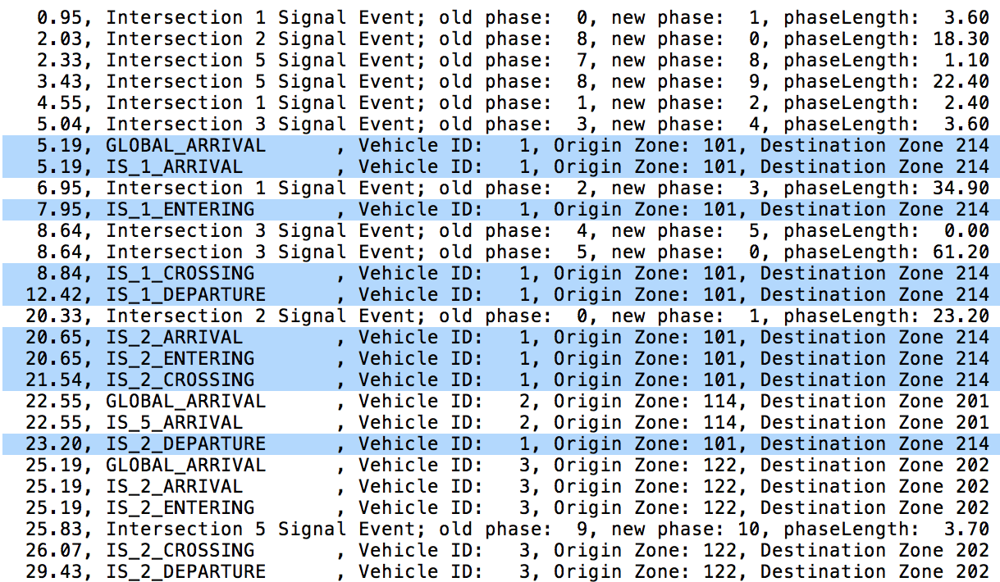 0.95, Intersection 1 Signal Event; old phase:  0, new phase:  1, phaseLength:  3.60
2.03, Intersection 2 Signal Event; old phase:  8, new phase:  0, phaseLength: 18.30
2.33, Intersection 5 Signal Event; old phase:  7, new phase:  8, phaseLength:  1.10
3.43, Intersection 5 Signal Event; old phase:  8, new phase:  9, phaseLength: 22.40
4.55, Intersection 1 Signal Event; old phase:  1, new phase:  2, phaseLength:  2.40
5.04, Intersection 3 Signal Event; old phase:  3, new phase:  4, phaseLength:  3.60
5.19, GLOBAL_ARRIVAL      , Vehicle ID:   1, Origin Zone: 101, Destination Zone 214
5.19, IS_1_ARRIVAL        , Vehicle ID:   1, Origin Zone: 101, Destination Zone 214
6.95, Intersection 1 Signal Event; old phase:  2, new phase:  3, phaseLength: 34.90
7.95, IS_1_ENTERING       , Vehicle ID:   1, Origin Zone: 101, Destination Zone 214
8.64, Intersection 3 Signal Event; old phase:  4, new phase:  5, phaseLength:  0.00
8.64, Intersection 3 Signal Event; old phase:  5, new phase:  0, phaseLength: 61.20
8.84, IS_1_CROSSING       , Vehicle ID:   1, Origin Zone: 101, Destination Zone 214
12.42, IS_1_DEPARTURE      , Vehicle ID:   1, Origin Zone: 101, Destination Zone 214
20.33, Intersection 2 Signal Event; old phase:  0, new phase:  1, phaseLength: 23.20
20.65, IS_2_ARRIVAL        , Vehicle ID:   1, Origin Zone: 101, Destination Zone 214
20.65, IS_2_ENTERING       , Vehicle ID:   1, Origin Zone: 101, Destination Zone 214
21.54, IS_2_CROSSING       , Vehicle ID:   1, Origin Zone: 101, Destination Zone 214
22.55, GLOBAL_ARRIVAL      , Vehicle ID:   2, Origin Zone: 114, Destination Zone 201
22.55, IS_5_ARRIVAL        , Vehicle ID:   2, Origin Zone: 114, Destination Zone 201
23.20, IS_2_DEPARTURE      , Vehicle ID:   1, Origin Zone: 101, Destination Zone 214
25.19, GLOBAL_ARRIVAL      , Vehicle ID:   3, Origin Zone: 122, Destination Zone 202
25.19, IS_2_ARRIVAL        , Vehicle ID:   3, Origin Zone: 122, Destination Zone 202
25.19, IS_2_ENTERING       , Vehicle ID:   3, Origin Zone: 122, Destination Zone 202
25.83, Intersection 5 Signal Event; old phase:  9, new phase: 10, phaseLength:  3.70
26.07, IS_2_CROSSING       , Vehicle ID:   3, Origin Zone: 122, Destination Zone 202
29.43, IS_2_DEPARTURE      , Vehicle ID:   3, Origin Zone: 122, Destination Zone 202